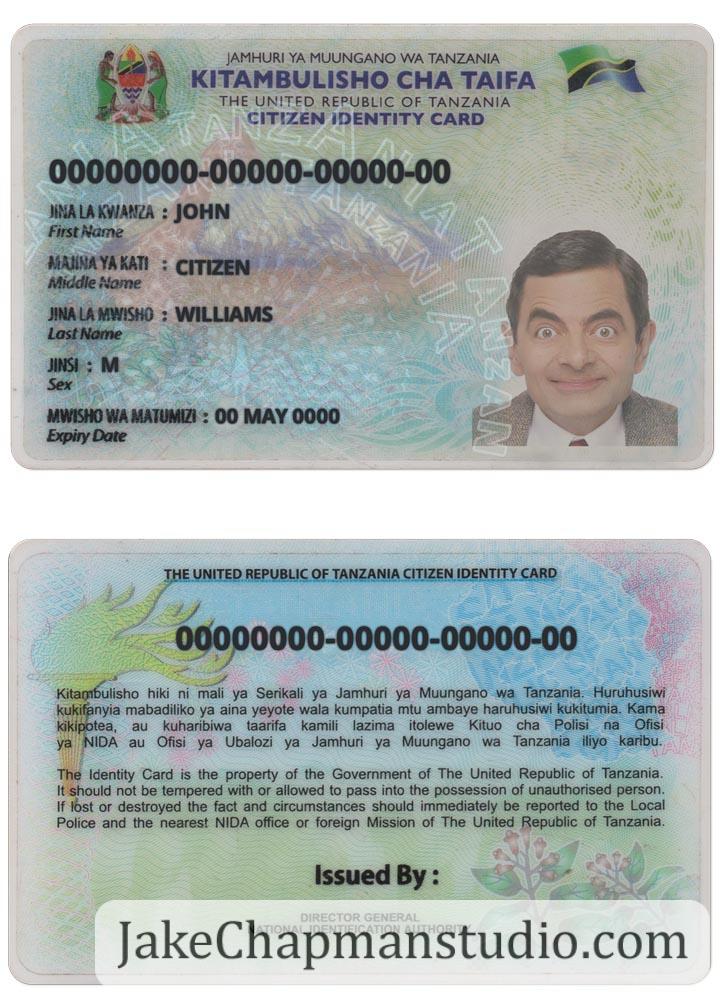 JAMHURI YA MUUNGANO WA TANZANIA
KITAMBULISHO CHA TAIFA
THE UNITED REPUBLIC OF TANZANIA
CITIZEN IDENTITY CARD
00000000-00000-00000-00
JINA LA KWANZA : JOHN
First Name
MAJINA YA KATI : CITIZEN
Middle Name
JINA LA MWISHO : WILLIAMS
Last Name
JINSI : M
Sex
MWISHO WA MATUMIZI : 00 MAY 0000
Expiry Date
THE UNITED REPUBLIC OF TANZANIA CITIZEN IDENTITY CARD
00000000-00000-00000-00
Kitambulisho hiki ni mali ya Serikali ya Jamhuri ya Muungano wa Tanzania. Huruhusiwi
kukifanyia mabadiliko ya aina yeyote wala kumpatia mtu ambaye haruhusiwi kukitumia. Kama
kikipotea, au kuharibiwa taarifa kamili lazima itolewe Kituo cha Polisi na Ofisi
ya NIDA au Ofisi ya Ubalozi ya Jamhuri ya Muungano wa Tanzania iliyo karibu.
The Identity Card is the property of the Government of The United Republic of Tanzania.
It should not be tempered with or allowed to pass into the possession of unauthorised person.
If lost or destroyed the fact and circumstances should immediately be reported to the Local
Police and the nearest NIDA office or foreign Mission of The United Republic of Tanzania.
Issued By :
DIRECTOR GENERAL
NATIONAL IDENTIFICATION AUTHORITY
JakeChapmanstudio.com